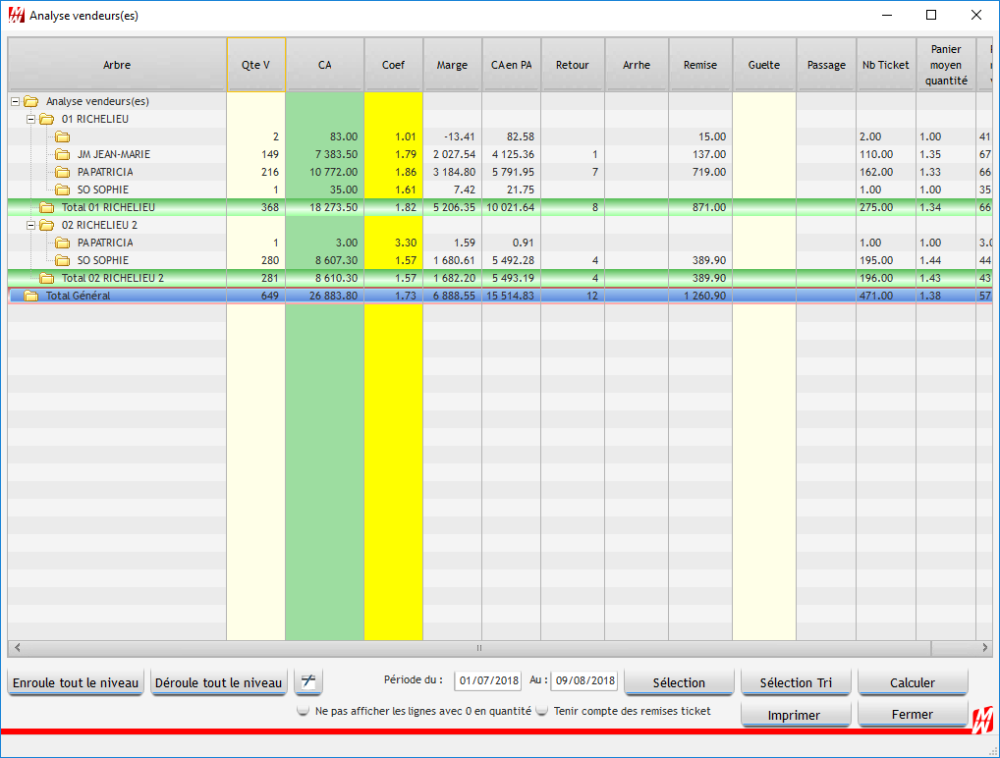 Analyse vendeurs(es)
Arbre Qte V CA Coef Marge CA en PA Retour Arrhe Remise Guelte Passage Nb Ticket Panier moyen quantité
Analyse vendeurs(es)
01 RICHELIEU
2 83.00 1.01 -13.41 82.58 15.00 2.00 1.00 41
JM JEAN-MARIE 149 7 383.50 1.79 2 027.54 4 125.36 1 137.00 110.00 1.35 67
PA PATRICIA 216 10 772.00 1.86 3 184.80 5 791.95 7 719.00 162.00 1.33 66
SO SOPHIE 1 35.00 1.61 7.42 21.75 1.00 1.00 35
Total 01 RICHELIEU 368 18 273.50 1.82 5 206.35 10 021.64 8 871.00 275.00 1.34 66
02 RICHELIEU 2
PA PATRICIA 1 3.00 3.30 1.59 0.91 1.00 1.00 3.0
SO SOPHIE 280 8 607.30 1.57 1 680.61 5 492.28 4 389.90 195.00 1.44 44
Total 02 RICHELIEU 2 281 8 610.30 1.57 1 682.20 5 493.19 4 389.90 196.00 1.43 43
Total Général 649 26 883.80 1.73 6 888.55 15 514.83 12 1 260.90 471.00 1.38 57
Enroule tout le niveau Déroule tout le niveau Période du : 01/07/2018 Au : 09/08/2018 Sélection Sélection Tri Calculer
Ne pas afficher les lignes avec 0 en quantité Tenir compte des remises ticket Imprimer Fermer